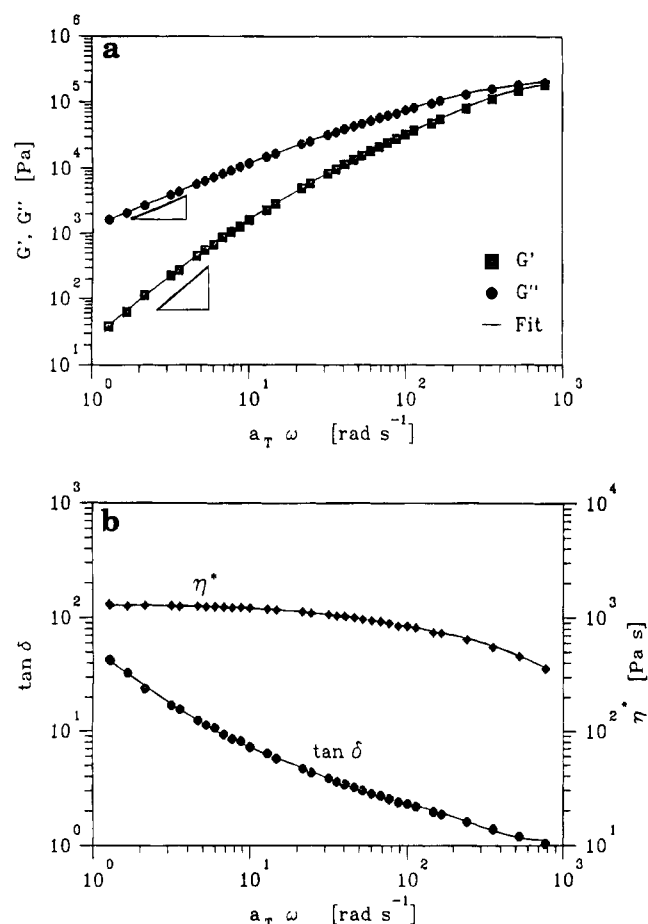 a
10^6
10^5
10^4
10^3
10^2
10^1
G', G'' [Pa]
G'
G''
Fit
10^0 10^1 10^2 10^3
a_T ω [rad s^-1]
b
10^3
10^2
10^1
10^0
tan δ
η*
tan δ
10^4
10^3
10^2
10^1
η* [Pa s]
10^0 10^1 10^2 10^3
a_T ω [rad s^-1]